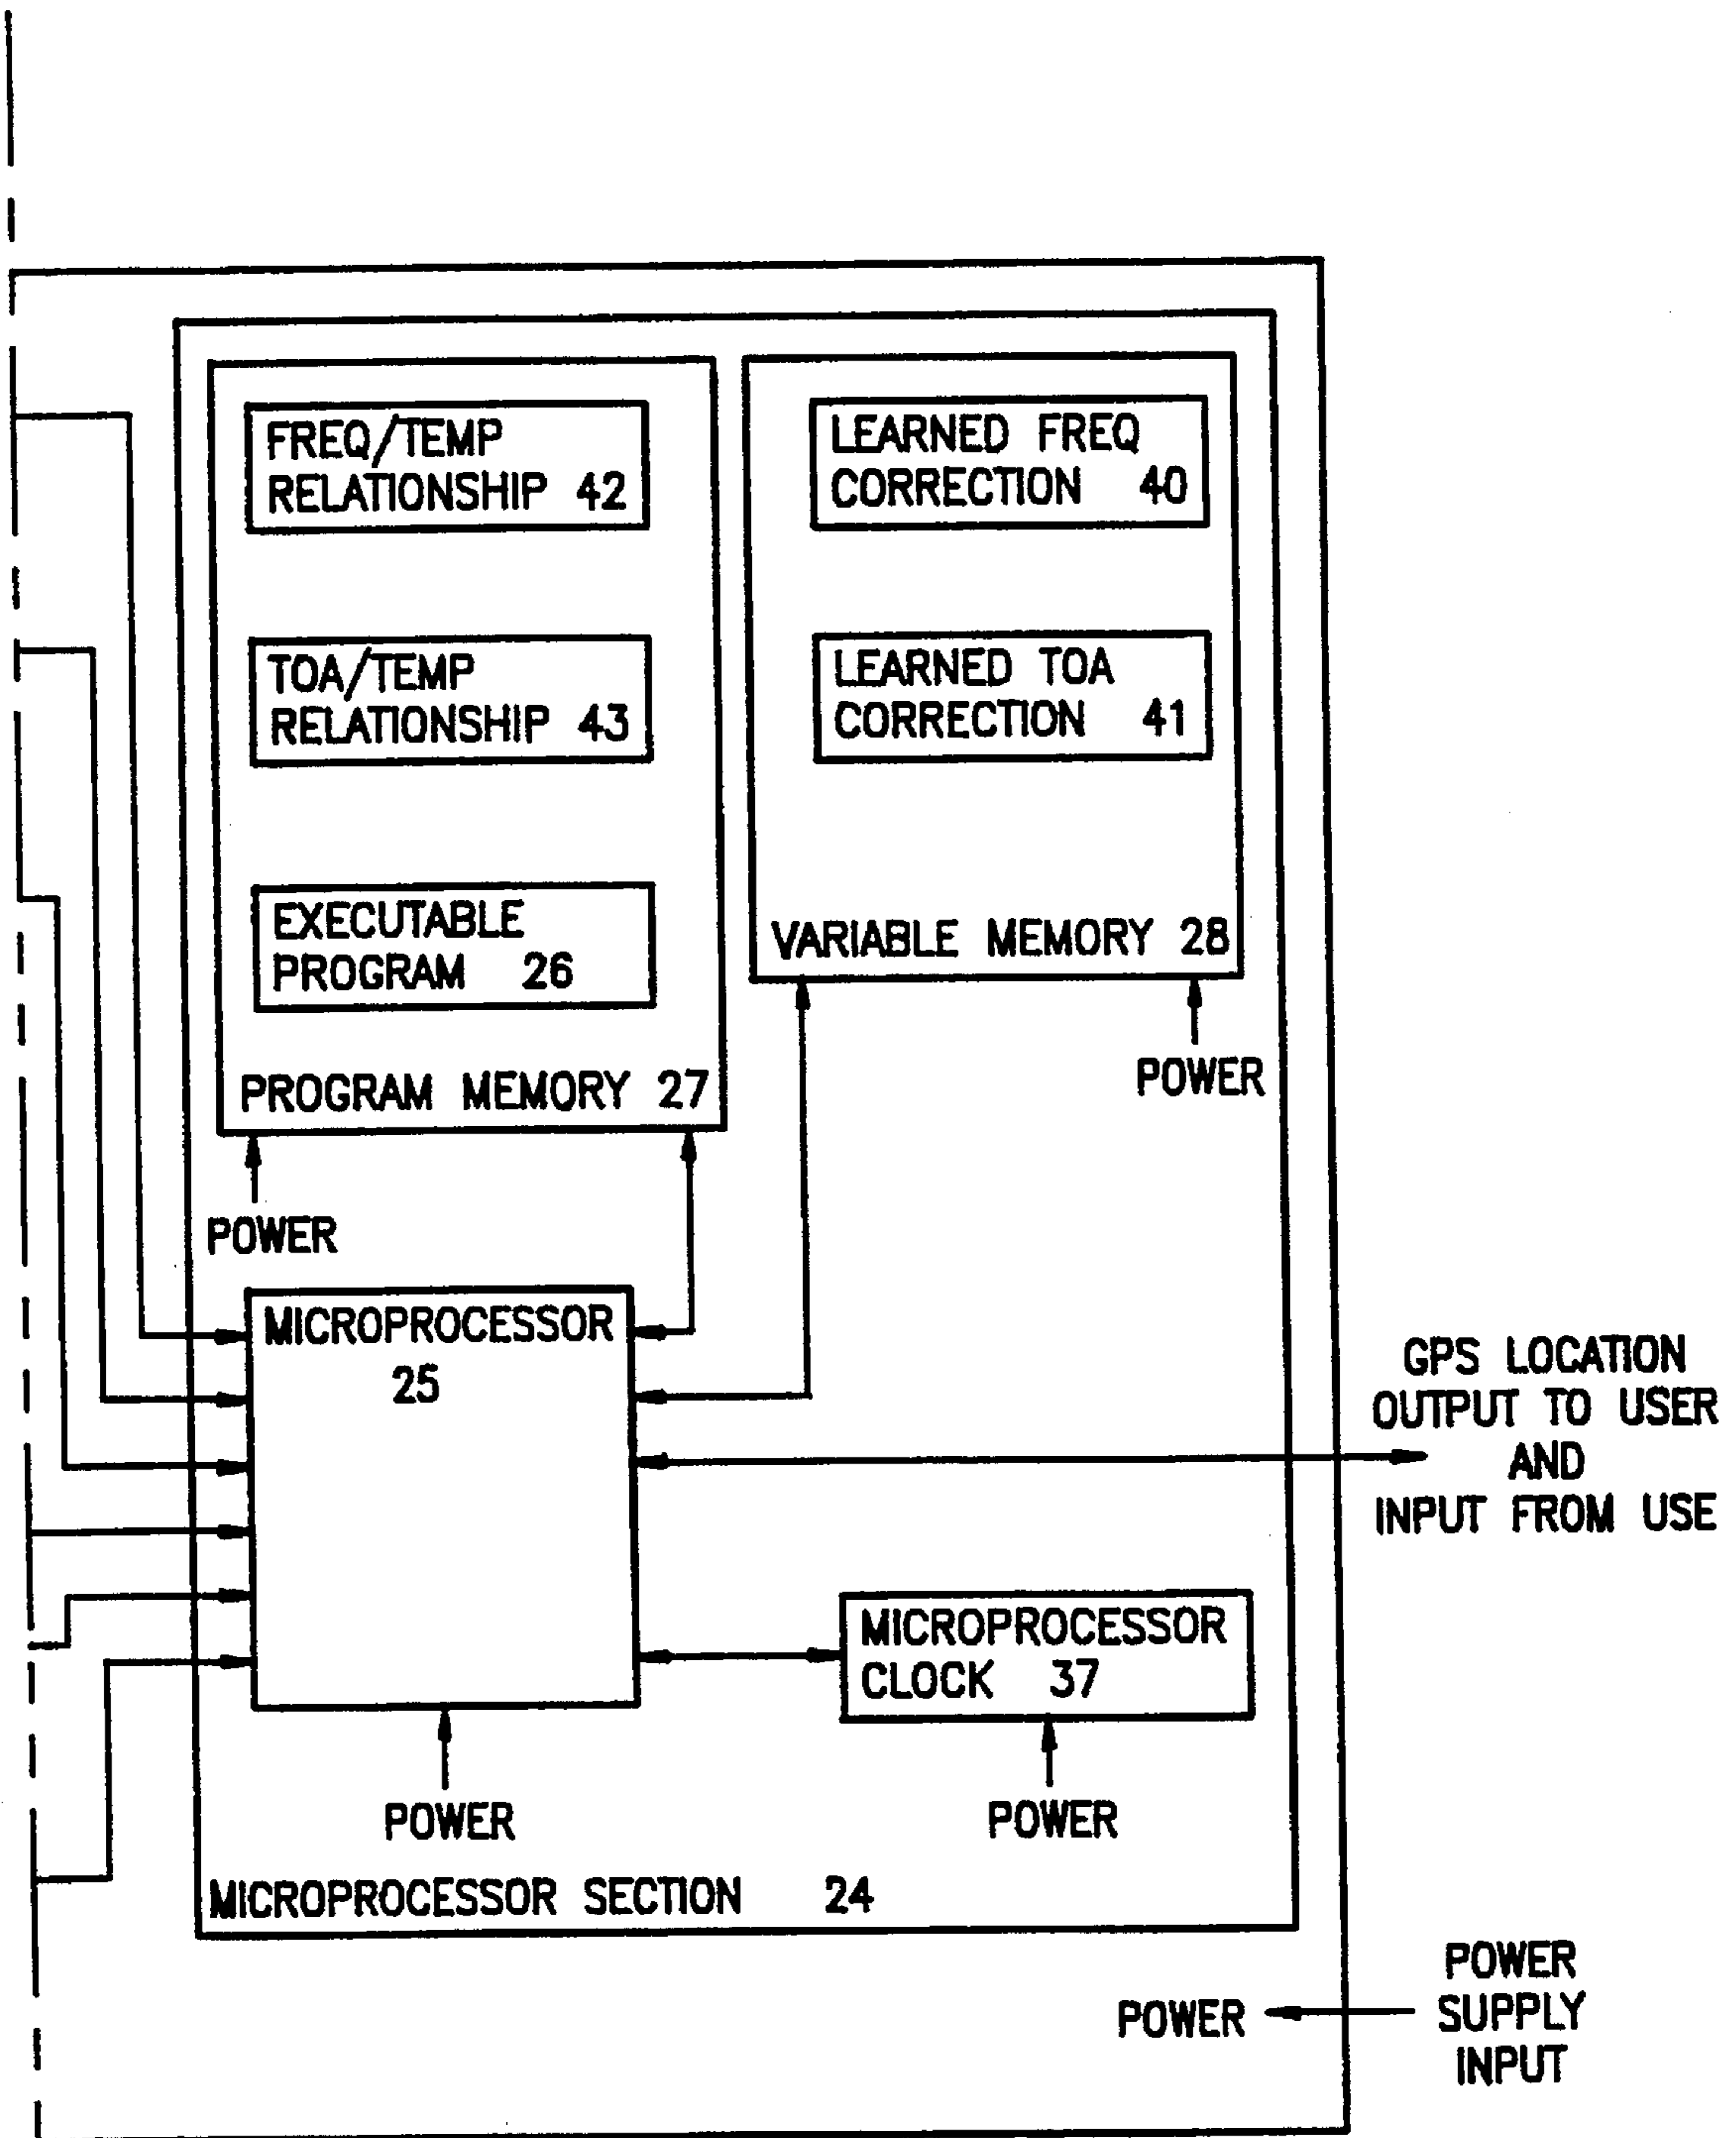 FREQ/TEMP
RELATIONSHIP 42
LEARNED FREQ
CORRECTION 40
TOA/TEMP
RELATIONSHIP 43
LEARNED TOA
CORRECTION 41
EXECUTABLE
PROGRAM 26
VARIABLE MEMORY 28
POWER
PROGRAM MEMORY 27
POWER
MICROPROCESSOR
25
GPS LOCATION
OUTPUT TO USER
AND
INPUT FROM USE
MICROPROCESSOR
CLOCK 37
POWER
POWER
MICROPROCESSOR SECTION 24
POWER
POWER
SUPPLY
INPUT